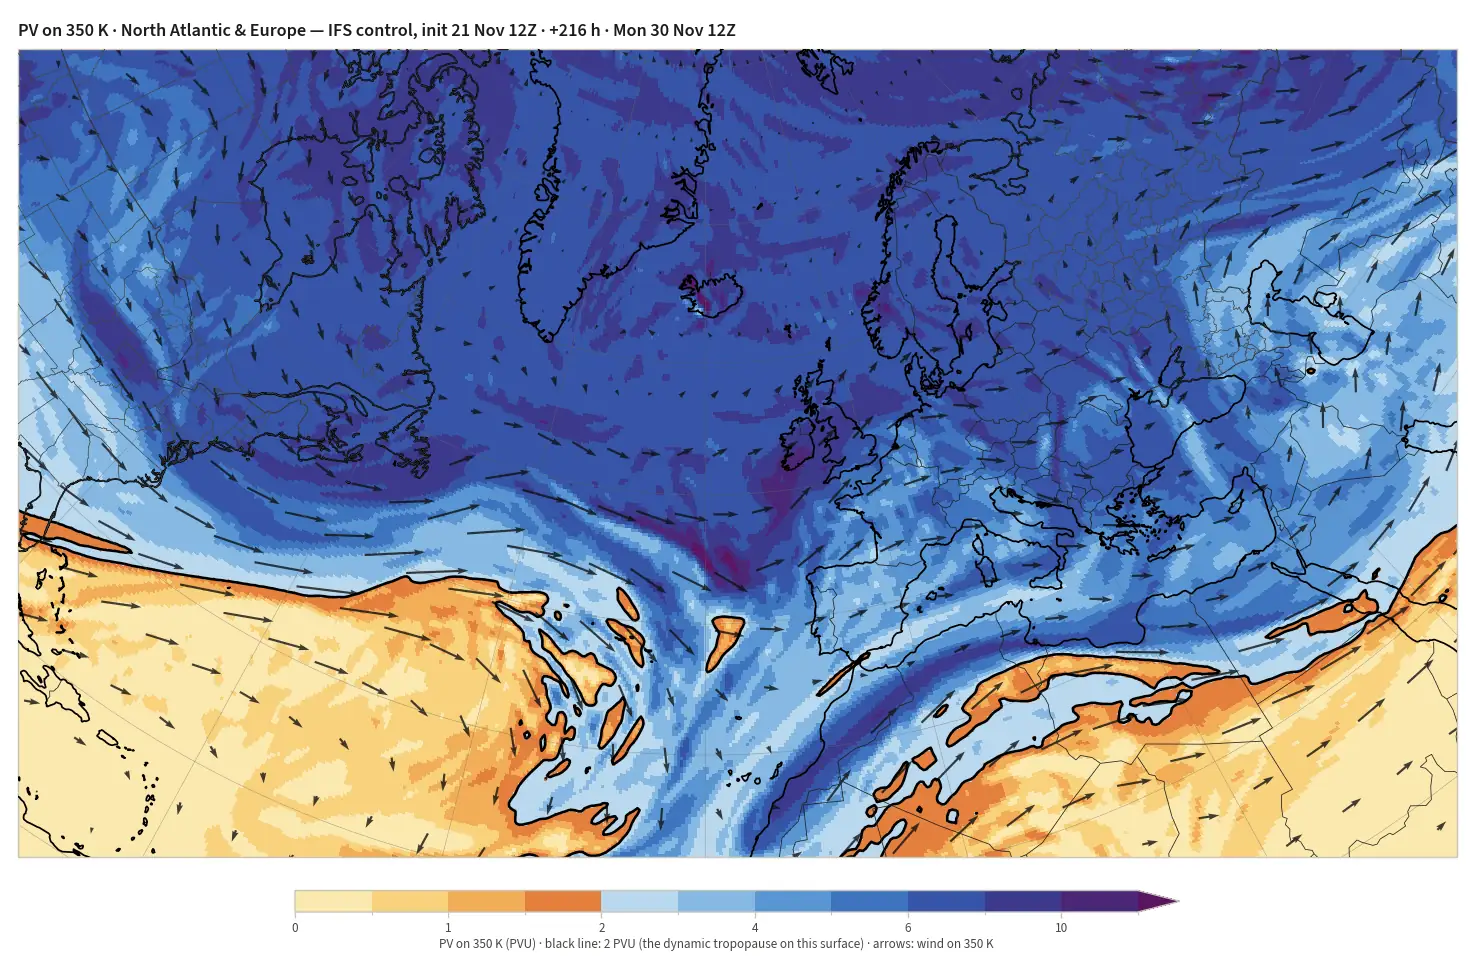 PV on 350 K · North Atlantic & Europe — IFS control, init 21 Nov 12Z · +216 h · Mon 30 Nov 12Z
0 1 2 4 6 10
PV on 350 K (PVU) · black line: 2 PVU (the dynamic tropopause on this surface) · arrows: wind on 350 K